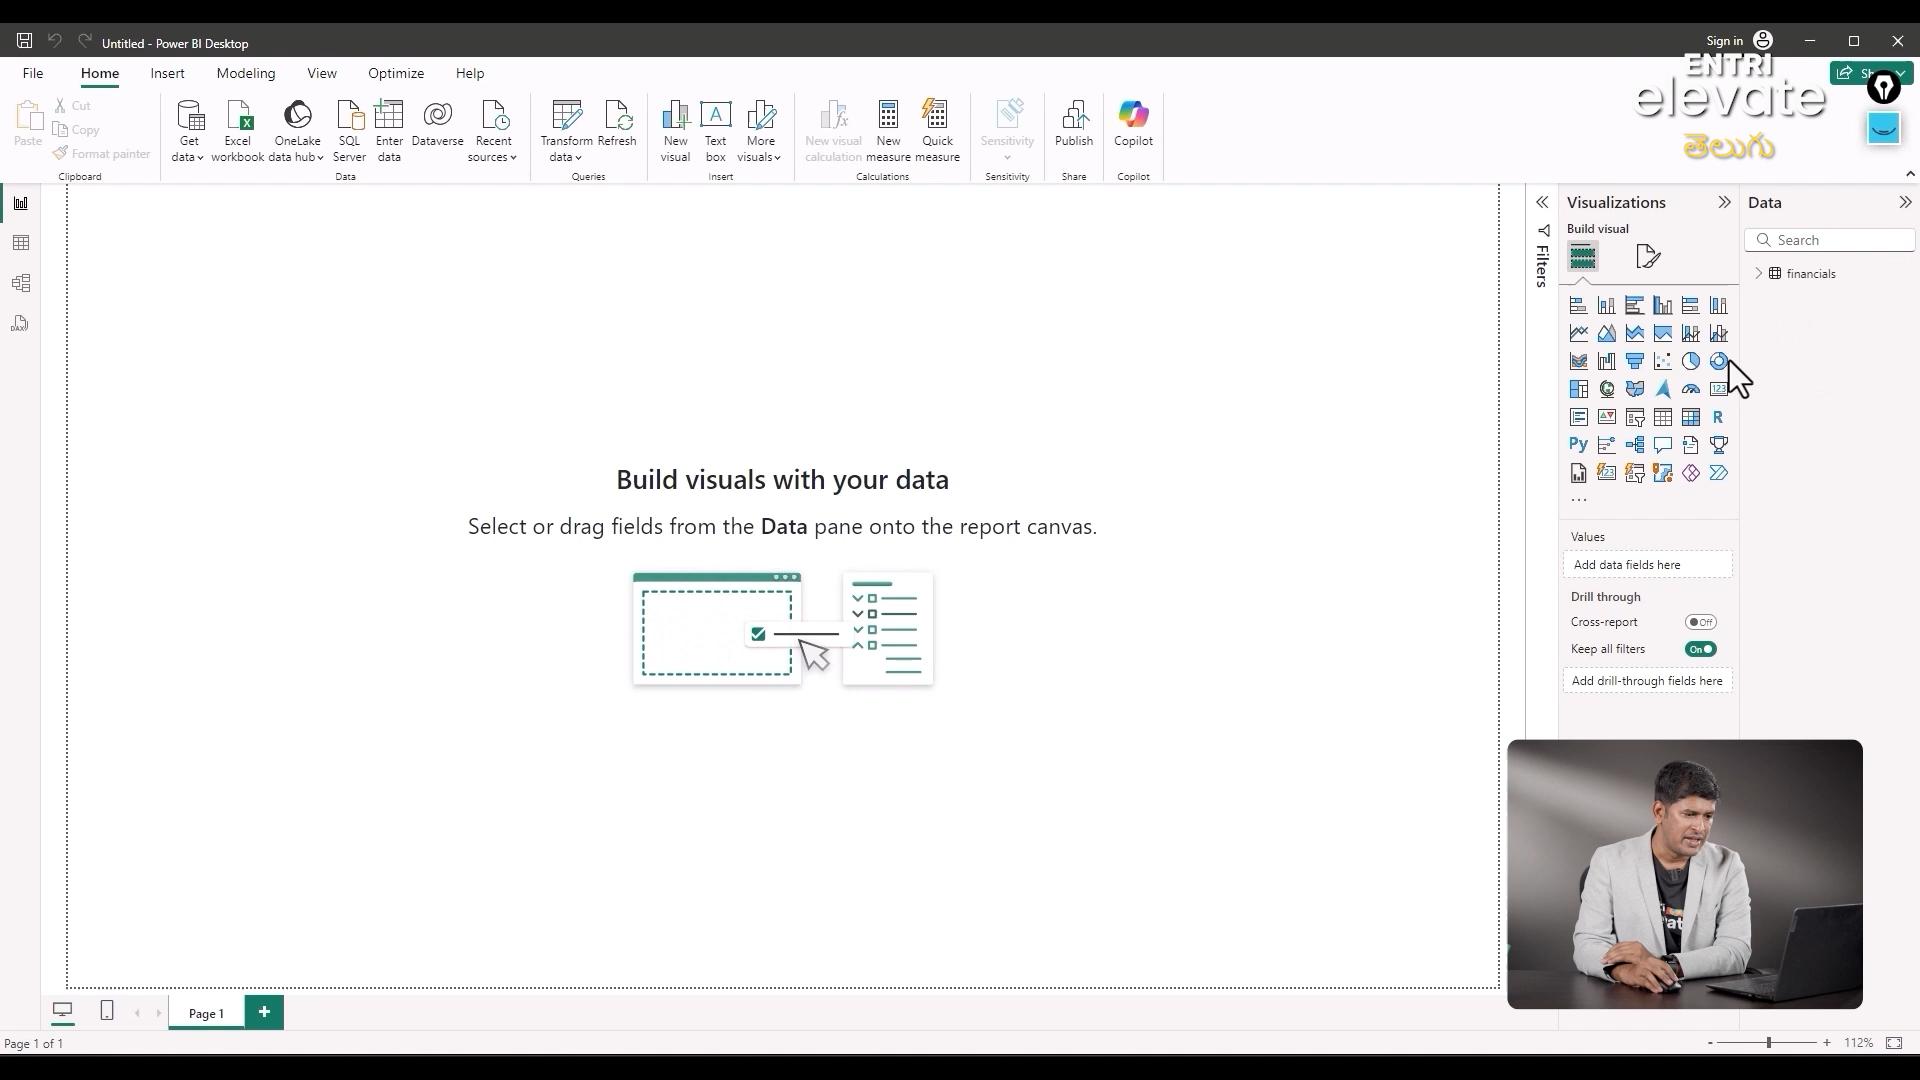 Untitled - Power BI Desktop
Sign in
ENTRI
elevate
తెలుగు
File
Home
Insert
Modeling
View
Optimize
Help
Paste
Cut
Copy
Format painter
Clipboard
Get
data
Excel
workbook
OneLake
data hub
SQL
Server
Enter
data
Dataverse
Recent
sources
Data
Transform
data
Refresh
Queries
New
visual
Text
box
More
visuals
Insert
New visual
calculation
New
measure
Quick
measure
Calculations
Sensitivity
Sensitivity
Publish
Share
Copilot
Copilot
Filters
Visualizations
Build visual
Data
Search
financials
123
R
Py
Values
Add data fields here
Drill through
Cross-report
Off
Keep all filters
On
Add drill-through fields here
Build visuals with your data
Select or drag fields from the Data pane onto the report canvas.
DAX
Page 1
Page 1 of 1
112%